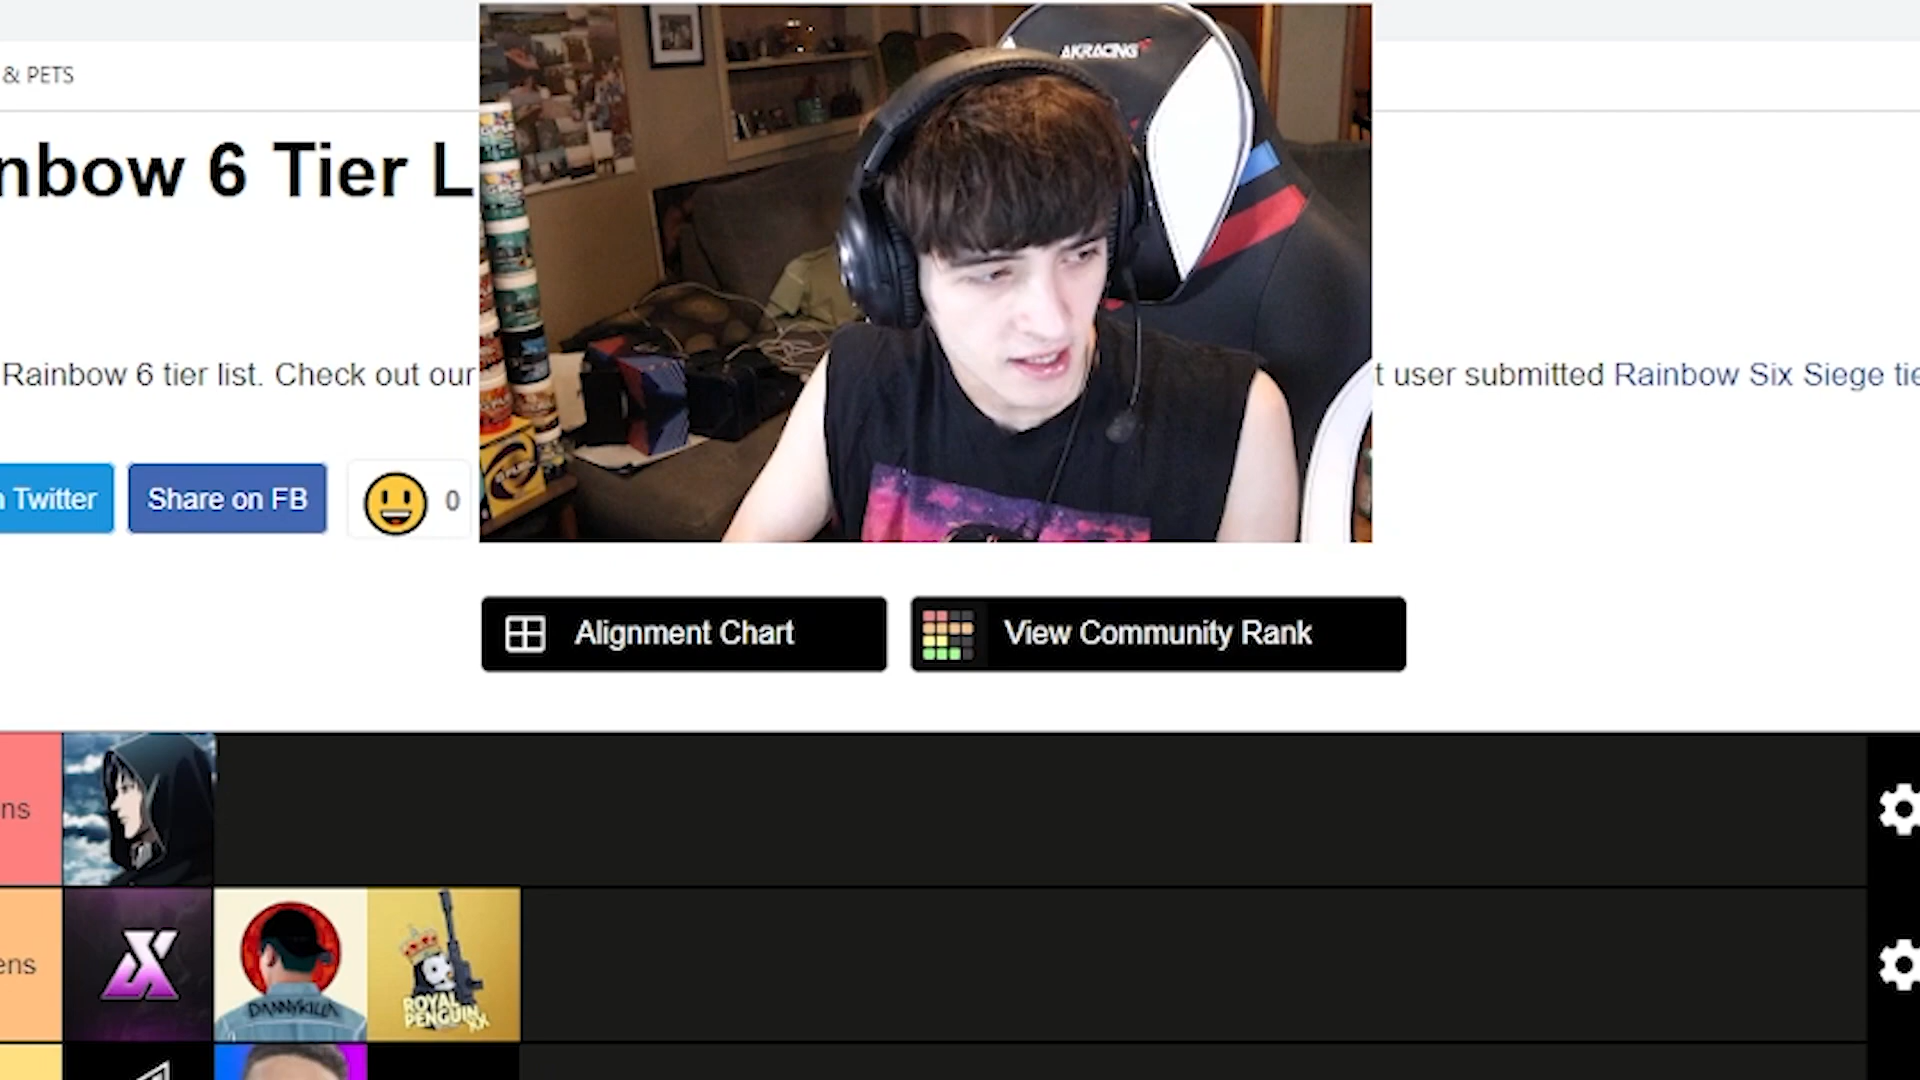 & PETS
AKRACING
nbow 6 Tier L
Rainbow 6 tier list. Check out our
t user submitted Rainbow Six Siege tie
n Twitter
Share on FB
0
Alignment Chart
View Community Rank
ns
ens
DANNYKILLA
ROYAL
PENGUIN
XX